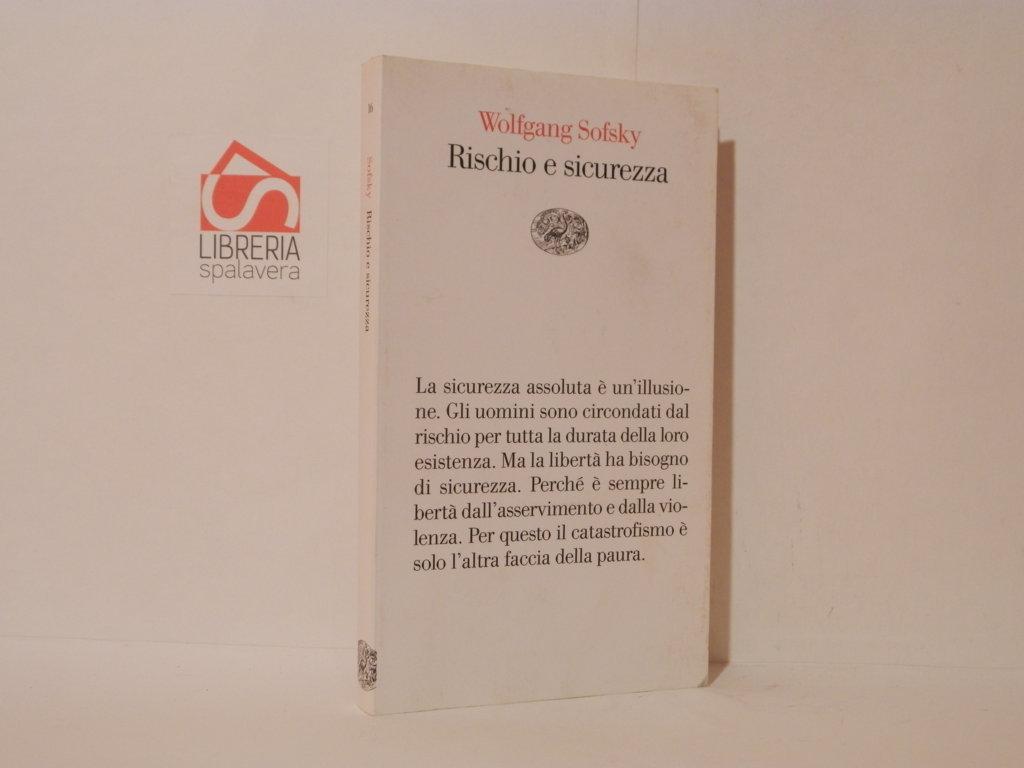 LIBRERIA
spalavera
16
Sofsky Rischio e sicurezza
Wolfgang Sofsky
Rischio e sicurezza
La sicurezza assoluta è un'illusio-
ne. Gli uomini sono circondati dal
rischio per tutta la durata della loro
esistenza. Ma la libertà ha bisogno
di sicurezza. Perché è sempre li-
bertà dall'asservimento e dalla vio-
lenza. Per questo il catastrofismo è
solo l'altra faccia della paura.